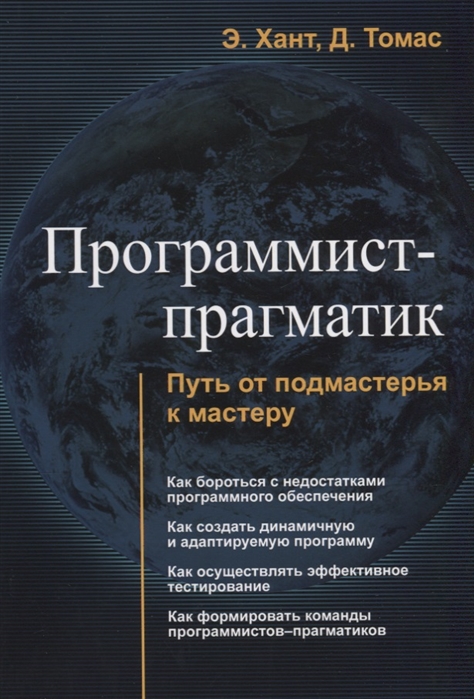 Э. Хант, Д. Томас
Программист-
прагматик
Путь от подмастерья
к мастеру
Как бороться с недостатками
программного обеспечения
Как создать динамичную
и адаптируемую программу
Как осуществлять эффективное
тестирование
Как формировать команды
программистов–прагматиков